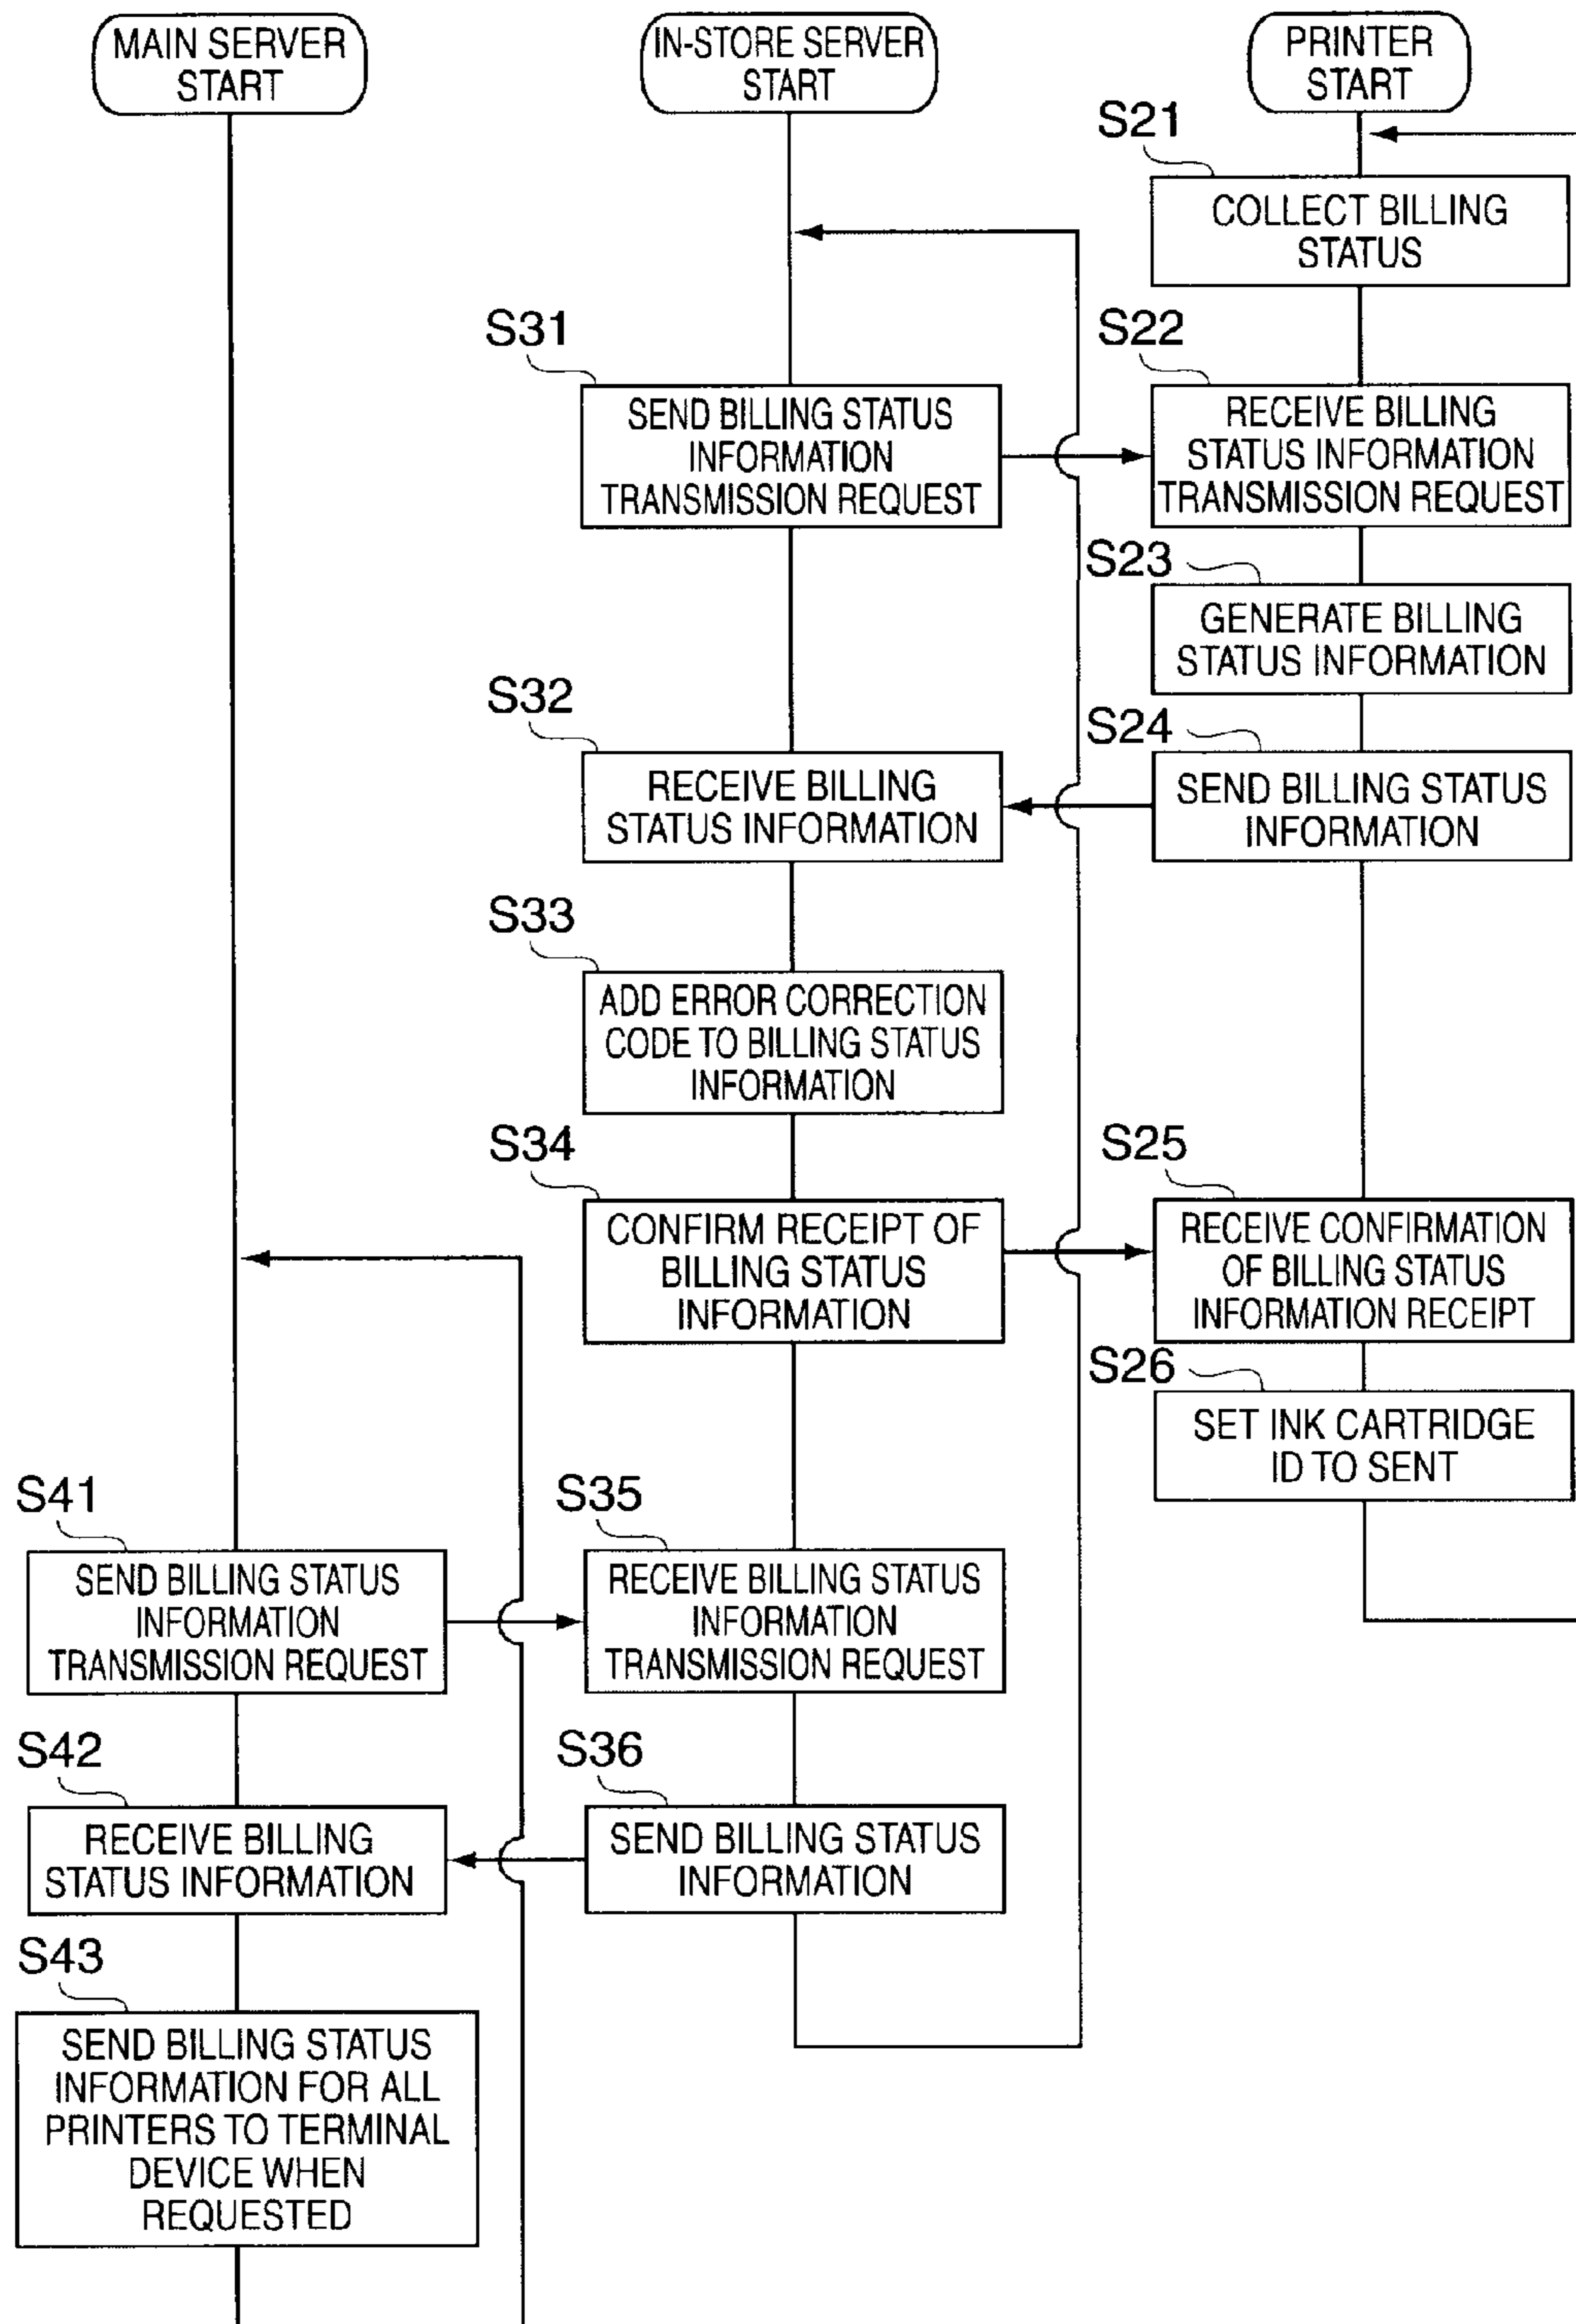 MAIN SERVER
START
IN-STORE SERVER
START
PRINTER
START
S21
COLLECT BILLING
STATUS
S31
SEND BILLING STATUS
INFORMATION
TRANSMISSION REQUEST
S22
RECEIVE BILLING
STATUS INFORMATION
TRANSMISSION REQUEST
S23
GENERATE BILLING
STATUS INFORMATION
S32
RECEIVE BILLING
STATUS INFORMATION
S24
SEND BILLING STATUS
INFORMATION
S33
ADD ERROR CORRECTION
CODE TO BILLING STATUS
INFORMATION
S34
CONFIRM RECEIPT OF
BILLING STATUS
INFORMATION
S25
RECEIVE CONFIRMATION
OF BILLING STATUS
INFORMATION RECEIPT
S26
SET INK CARTRIDGE
ID TO SENT
S41
SEND BILLING STATUS
INFORMATION
TRANSMISSION REQUEST
S35
RECEIVE BILLING STATUS
INFORMATION
TRANSMISSION REQUEST
S42
RECEIVE BILLING
STATUS INFORMATION
S36
SEND BILLING STATUS
INFORMATION
S43
SEND BILLING STATUS
INFORMATION FOR ALL
PRINTERS TO TERMINAL
DEVICE WHEN
REQUESTED